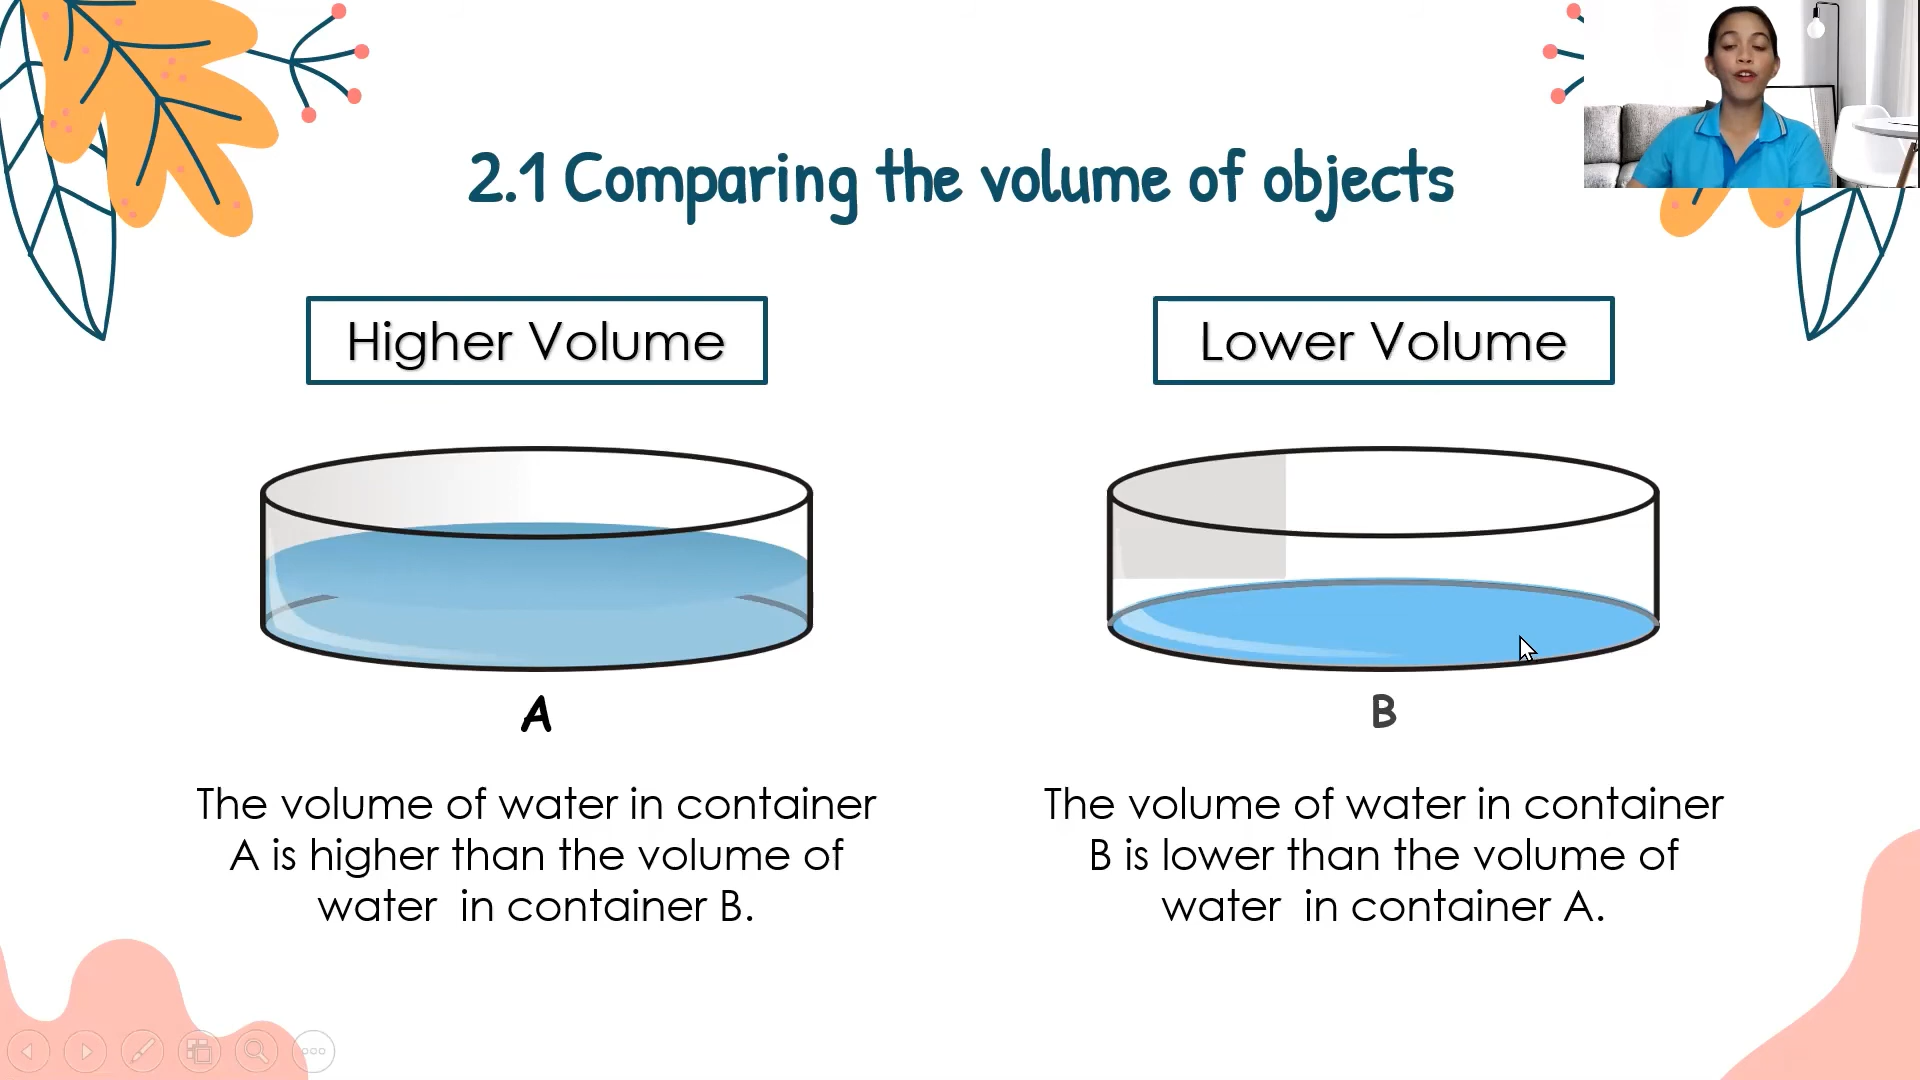 2.1 Comparing the volume of objects
Higher Volume
Lower Volume
A
B
The volume of water in container
A is higher than the volume of
water in container B.
The volume of water in container
B is lower than the volume of
water in container A.